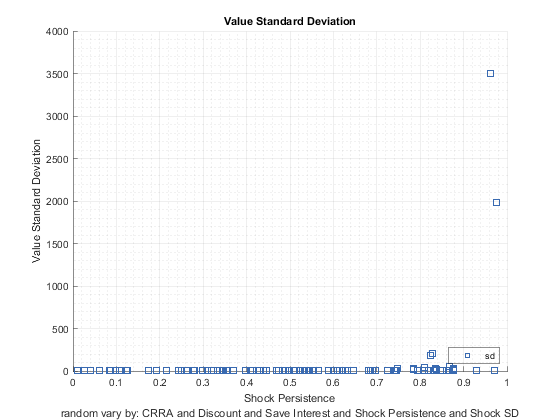 Value Standard Deviation
4000
3500
3000
2500
2000
1500
1000
500
0
Value Standard Deviation
sd
0 0.1 0.2 0.3 0.4 0.5 0.6 0.7 0.8 0.9 1
Shock Persistence
random vary by: CRRA and Discount and Save Interest and Shock Persistence and Shock SD